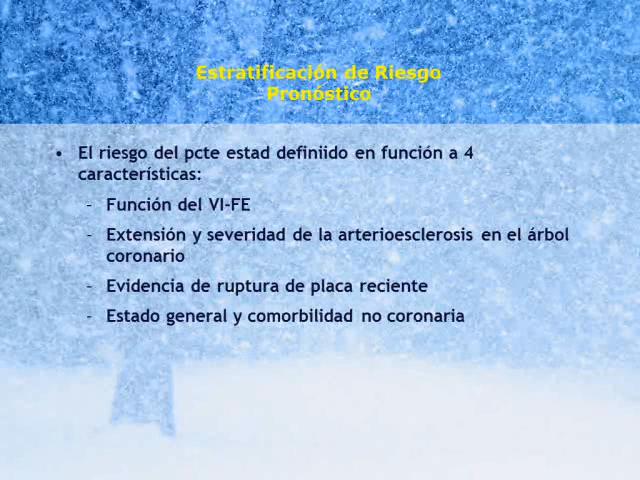 Estratificación de Riesgo
Pronóstico
• El riesgo del pcte estad definiido en función a 4
características:
– Función del VI-FE
– Extensión y severidad de la arterioesclerosis en el árbol
coronario
– Evidencia de ruptura de placa reciente
– Estado general y comorbilidad no coronaria